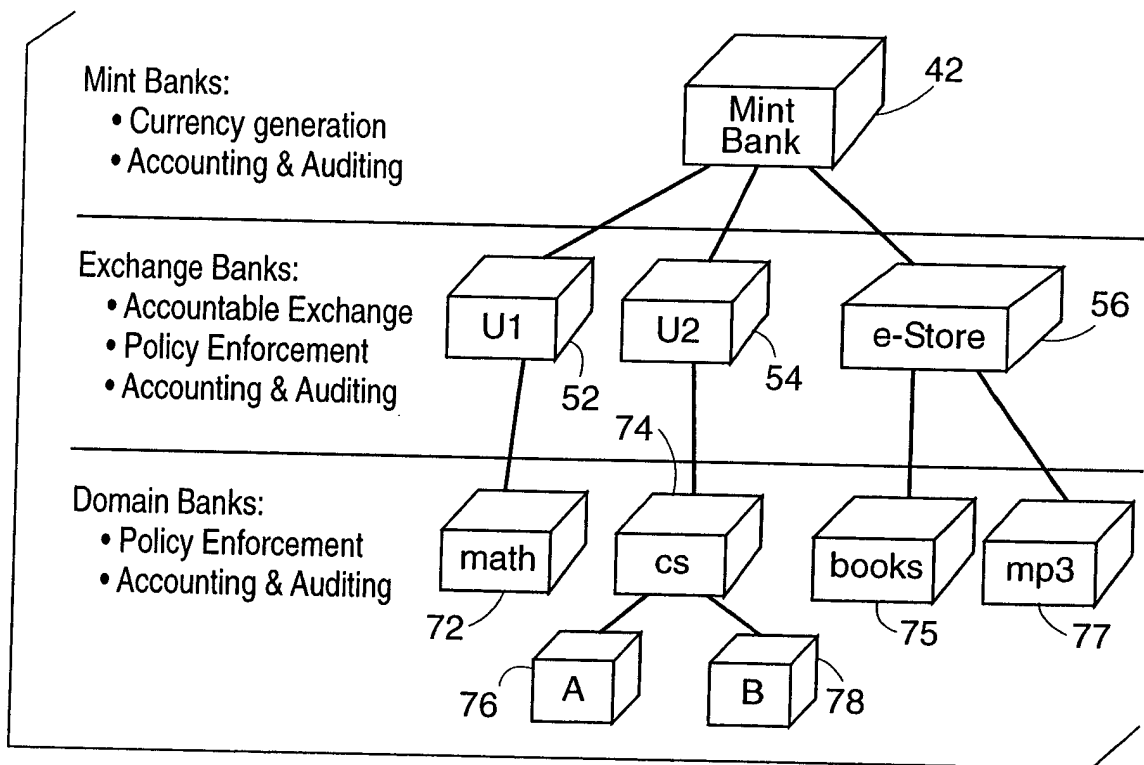 Mint Banks:
• Currency generation
• Accounting & Auditing
Mint
Bank
42
Exchange Banks:
• Accountable Exchange
• Policy Enforcement
• Accounting & Auditing
U1
52
U2
54
e-Store
56
Domain Banks:
• Policy Enforcement
• Accounting & Auditing
math
72
74
cs
books
75
mp3
77
76
A
B
78